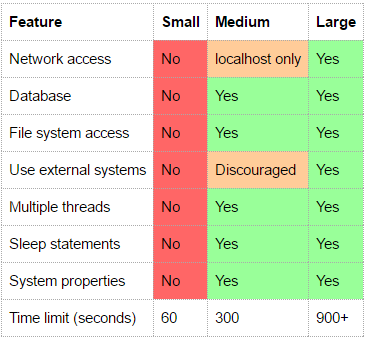 Feature Small Medium Large
Network access No localhost only Yes
Database No Yes Yes
File system access No Yes Yes
Use external systems No Discouraged Yes
Multiple threads No Yes Yes
Sleep statements No Yes Yes
System properties No Yes Yes
Time limit (seconds) 60 300 900+